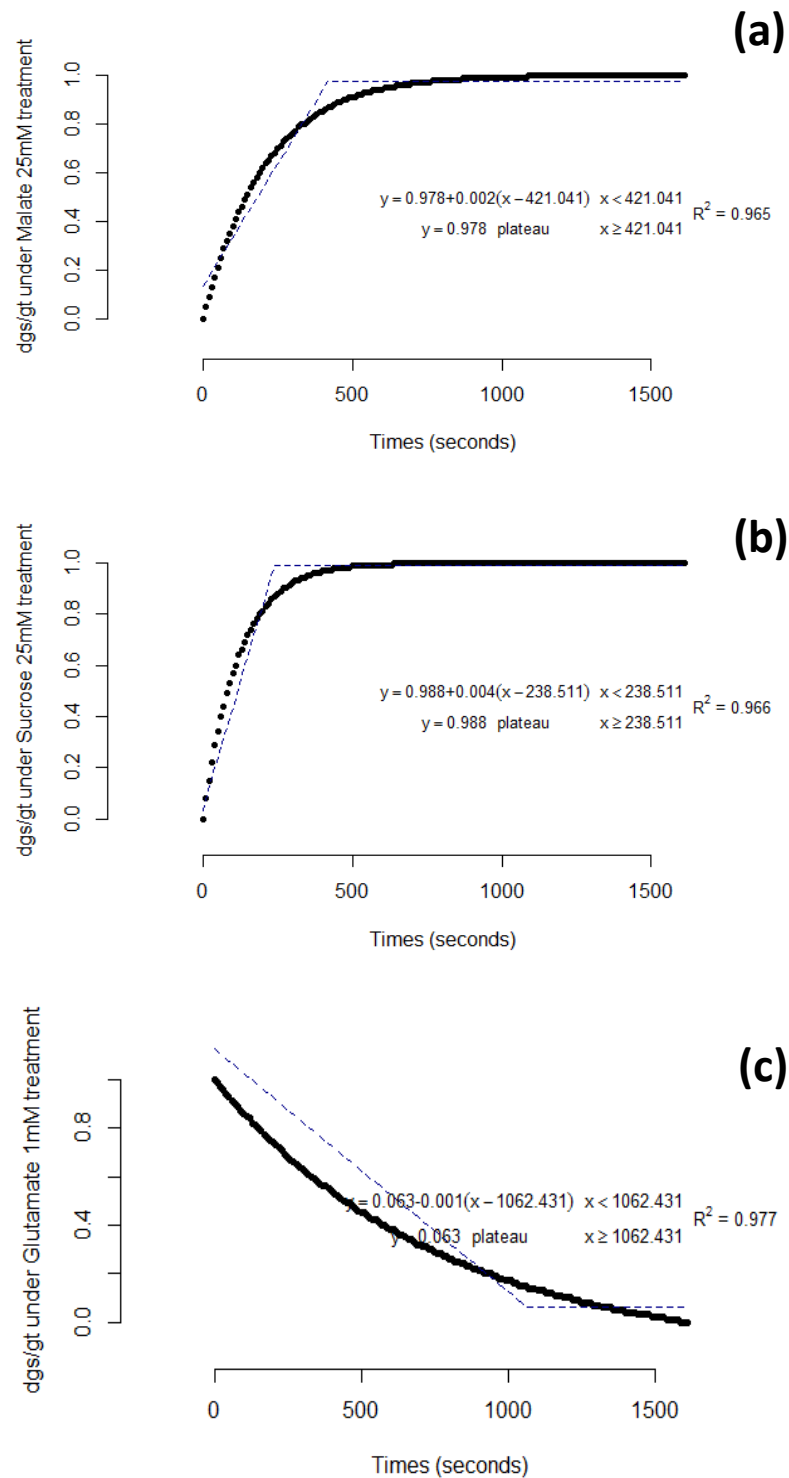 (a)
dgs/gt under Malate 25mM treatment
1.0
0.8
0.6
0.4
0.2
0.0
y = 0.978+0.002(x−421.041) x < 421.041
y = 0.978 plateau x ≥ 421.041
R² = 0.965
0 500 1000 1500
Times (seconds)
(b)
dgs/gt under Sucrose 25mM treatment
1.0
0.8
0.6
0.4
0.2
0.0
y = 0.988+0.004(x−238.511) x < 238.511
y = 0.988 plateau x ≥ 238.511
R² = 0.966
0 500 1000 1500
Times (seconds)
(c)
dgs/gt under Glutamate 1mM treatment
0.8
0.4
0.0
y = 0.063-0.001(x−1062.431) x < 1062.431
y = 0.063 plateau x ≥ 1062.431
R² = 0.977
0 500 1000 1500
Times (seconds)